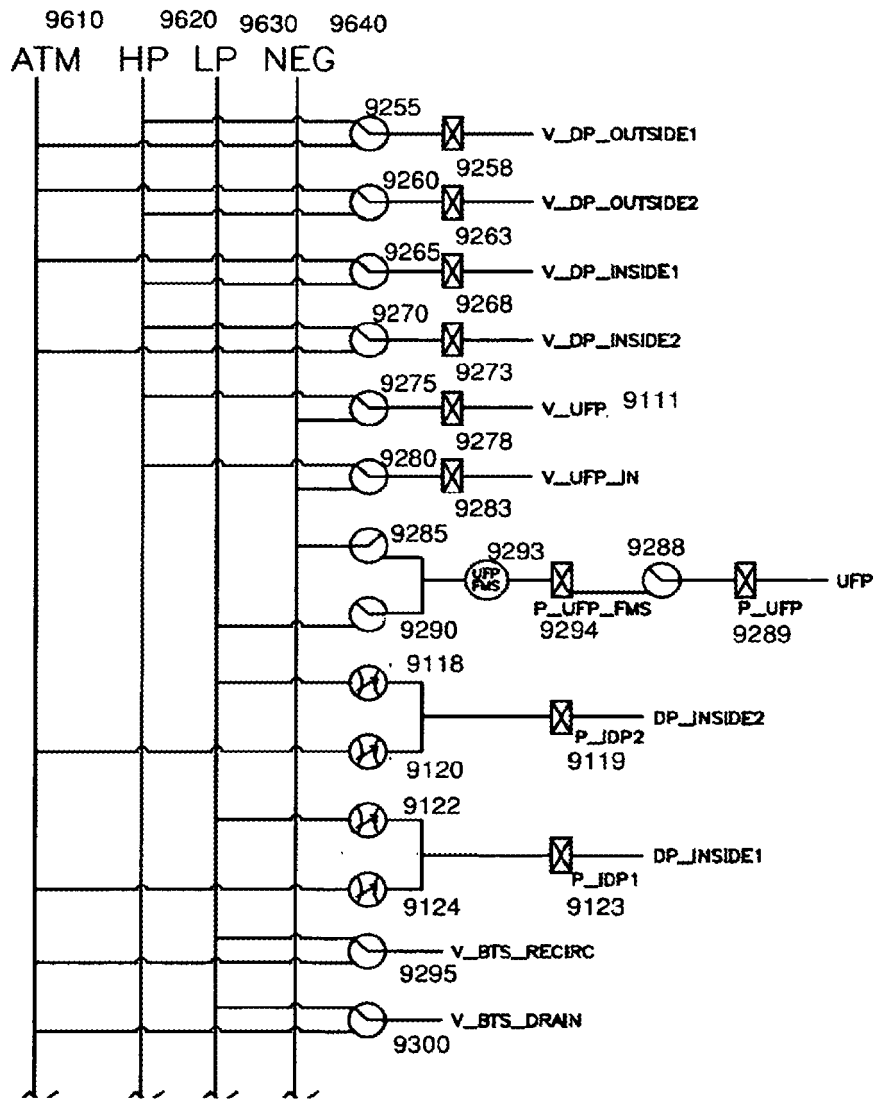 9610 9620 9630 9640
ATM HP LP NEG
9255
V_DP_OUTSIDE1
9258
9260
V_DP_OUTSIDE2
9263
9265
V_DP_INSIDE1
9268
9270
V_DP_INSIDE2
9273
9275
V_UFP 9111
9278
9280
V_UFP_IN
9283
9285
9293 9288
UFP
FMS
UFP
P_UFP_FMS P_UFP
9290 9294 9289
9118
DP_INSIDE2
P_IDP2
9120 9119
9122
DP_INSIDE1
P_IDP1
9124 9123
V_BTS_RECIRC
9295
V_BTS_DRAIN
9300